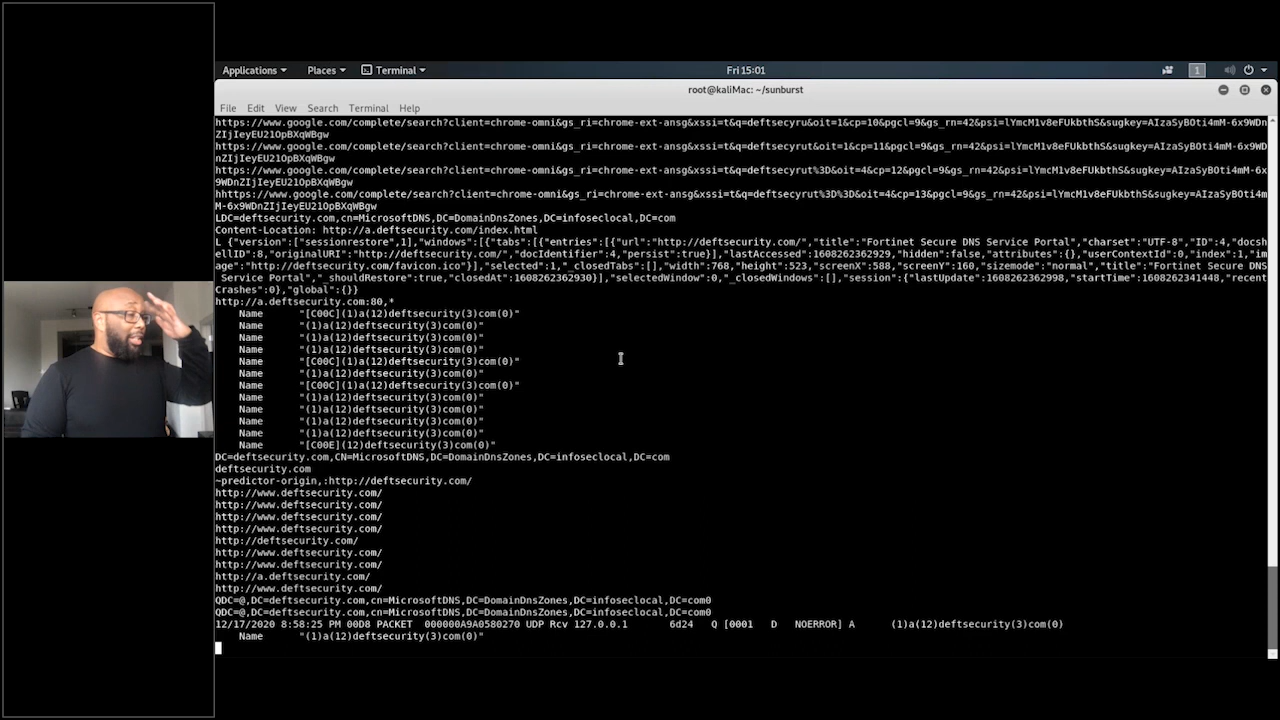 Applications
Places
Terminal
Fri 15:01
1
root@kaliMac: ~/sunburst
File Edit View Search Terminal Help
https://www.google.com/complete/search?client=chrome-omni&gs_ri=chrome-ext-ansg&xssi=t&q=deftsecyru&oit=1&cp=10&pgcl=9&gs_rn=42&psi=lYmcM1v8eFUkbthS&sugkey=AIzaSyBOti4mM-6x9WDn
ZIjIeyEU21OpBXqWBgw
https://www.google.com/complete/search?client=chrome-omni&gs_ri=chrome-ext-ansg&xssi=t&q=deftsecyrut&oit=1&cp=11&pgcl=9&gs_rn=42&psi=lYmcM1v8eFUkbthS&sugkey=AIzaSyBOti4mM-6x9WD
nZIjIeyEU21OpBXqWBgw
https://www.google.com/complete/search?client=chrome-omni&gs_ri=chrome-ext-ansg&xssi=t&q=deftsecyrut%3D&oit=4&cp=12&pgcl=9&gs_rn=42&psi=lYmcM1v8eFUkbthS&sugkey=AIzaSyBOti4mM-6x
9WDnZIjIeyEU21OpBXqWBgw
hhttps://www.google.com/complete/search?client=chrome-omni&gs_ri=chrome-ext-ansg&xssi=t&q=deftsecyrut%3D%3D&oit=4&cp=13&pgcl=9&gs_rn=42&psi=lYmcM1v8eFUkbthS&sugkey=AIzaSyBOti4m
M-6x9WDnZIjIeyEU21OpBXqWBgw
LDC=deftsecurity.com,cn=MicrosoftDNS,DC=DomainDnsZones,DC=infoseclocal,DC=com
Content-Location: http://a.deftsecurity.com/index.html
L {"version":["sessionrestore",1],"windows":[{"tabs":[{"entries":[{"url":"http://deftsecurity.com/","title":"Fortinet Secure DNS Service Portal","charset":"UTF-8","ID":4,"docsh
ellID":8,"originalURI":"http://deftsecurity.com/","docIdentifier":4,"persist":true}],"lastAccessed":1608262362929,"hidden":false,"attributes":{},"userContextId":0,"index":1,"im
age":"http://deftsecurity.com/favicon.ico"}],"selected":1,"_closedTabs":[],"width":768,"height":523,"screenX":588,"screenY":160,"sizemode":"normal","title":"Fortinet Secure DNS
 Service Portal","_shouldRestore":true,"closedAt":1608262362930}],"selectedWindow":0,"_closedWindows":[],"session":{"lastUpdate":1608262362998,"startTime":1608262341448,"recent
Crashes":0},"global":{}}
http://a.deftsecurity.com:80,*
Name "[C00C](1)a(12)deftsecurity(3)com(0)"
Name "(1)a(12)deftsecurity(3)com(0)"
Name "(1)a(12)deftsecurity(3)com(0)"
Name "(1)a(12)deftsecurity(3)com(0)"
Name "[C00C](1)a(12)deftsecurity(3)com(0)"
Name "(1)a(12)deftsecurity(3)com(0)"
Name "[C00C](1)a(12)deftsecurity(3)com(0)"
Name "(1)a(12)deftsecurity(3)com(0)"
Name "(1)a(12)deftsecurity(3)com(0)"
Name "(1)a(12)deftsecurity(3)com(0)"
Name "(1)a(12)deftsecurity(3)com(0)"
Name "[C00E](12)deftsecurity(3)com(0)"
DC=deftsecurity.com,CN=MicrosoftDNS,DC=DomainDnsZones,DC=infoseclocal,DC=com
deftsecurity.com
~predictor-origin,:http://deftsecurity.com/
http://www.deftsecurity.com/
http://www.deftsecurity.com/
http://www.deftsecurity.com/
http://www.deftsecurity.com/
http://deftsecurity.com/
http://www.deftsecurity.com/
http://www.deftsecurity.com/
http://a.deftsecurity.com/
http://www.deftsecurity.com/
QDC=@,DC=deftsecurity.com,cn=MicrosoftDNS,DC=DomainDnsZones,DC=infoseclocal,DC=com0
QDC=@,DC=deftsecurity.com,cn=MicrosoftDNS,DC=DomainDnsZones,DC=infoseclocal,DC=com0
12/17/2020 8:58:25 PM 00D8 PACKET 000000A9A0580270 UDP Rcv 127.0.0.1 6d24 Q [0001 D NOERROR] A (1)a(12)deftsecurity(3)com(0)
Name "(1)a(12)deftsecurity(3)com(0)"